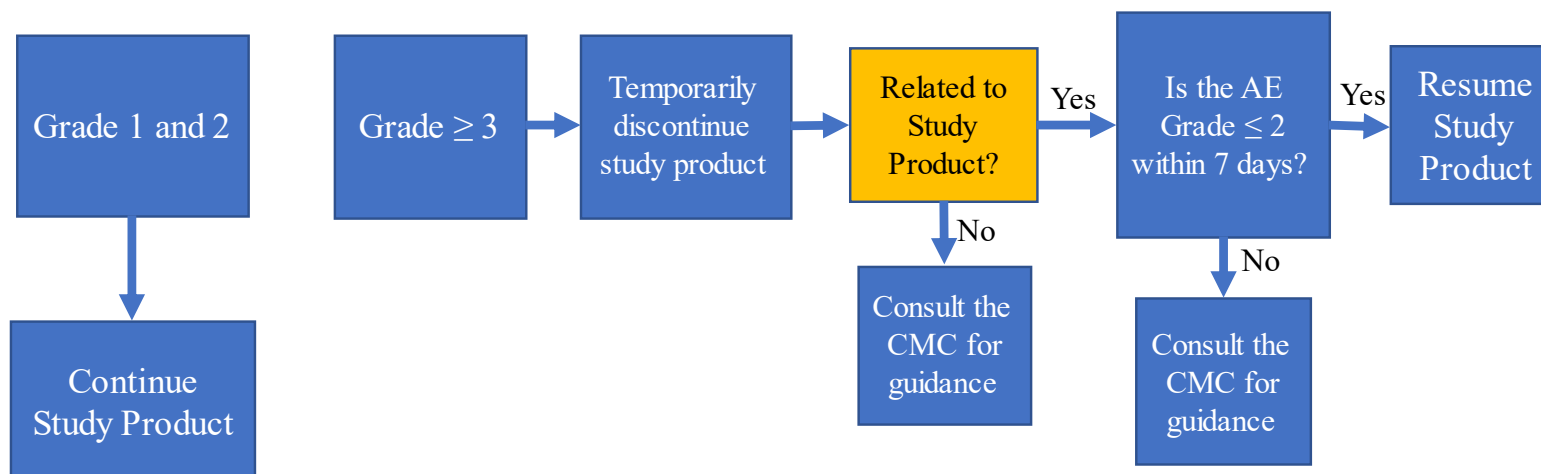 Grade 1 and 2
Continue
Study Product
Grade ≥ 3
Temporarily
discontinue
study product
Related to
Study
Product?
Yes
No
Consult the
CMC for
guidance
Is the AE
Grade ≤ 2
within 7 days?
Yes
No
Consult the
CMC for
guidance
Resume
Study
Product